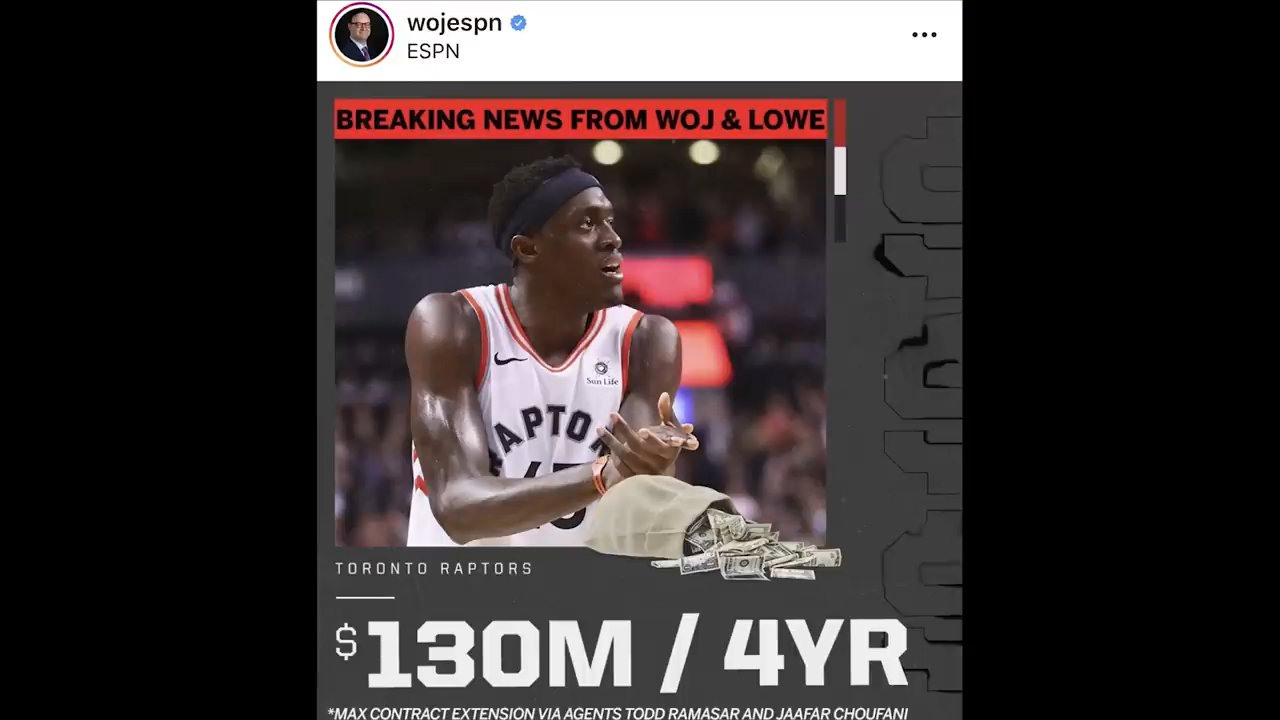 wojespn
ESPN
BREAKING NEWS FROM WOJ & LOWE
Sun Life
TORONTO RAPTORS
$130M / 4YR
*MAX CONTRACT EXTENSION VIA AGENTS TODD RAMASAR AND JAAFAR CHOUFANI